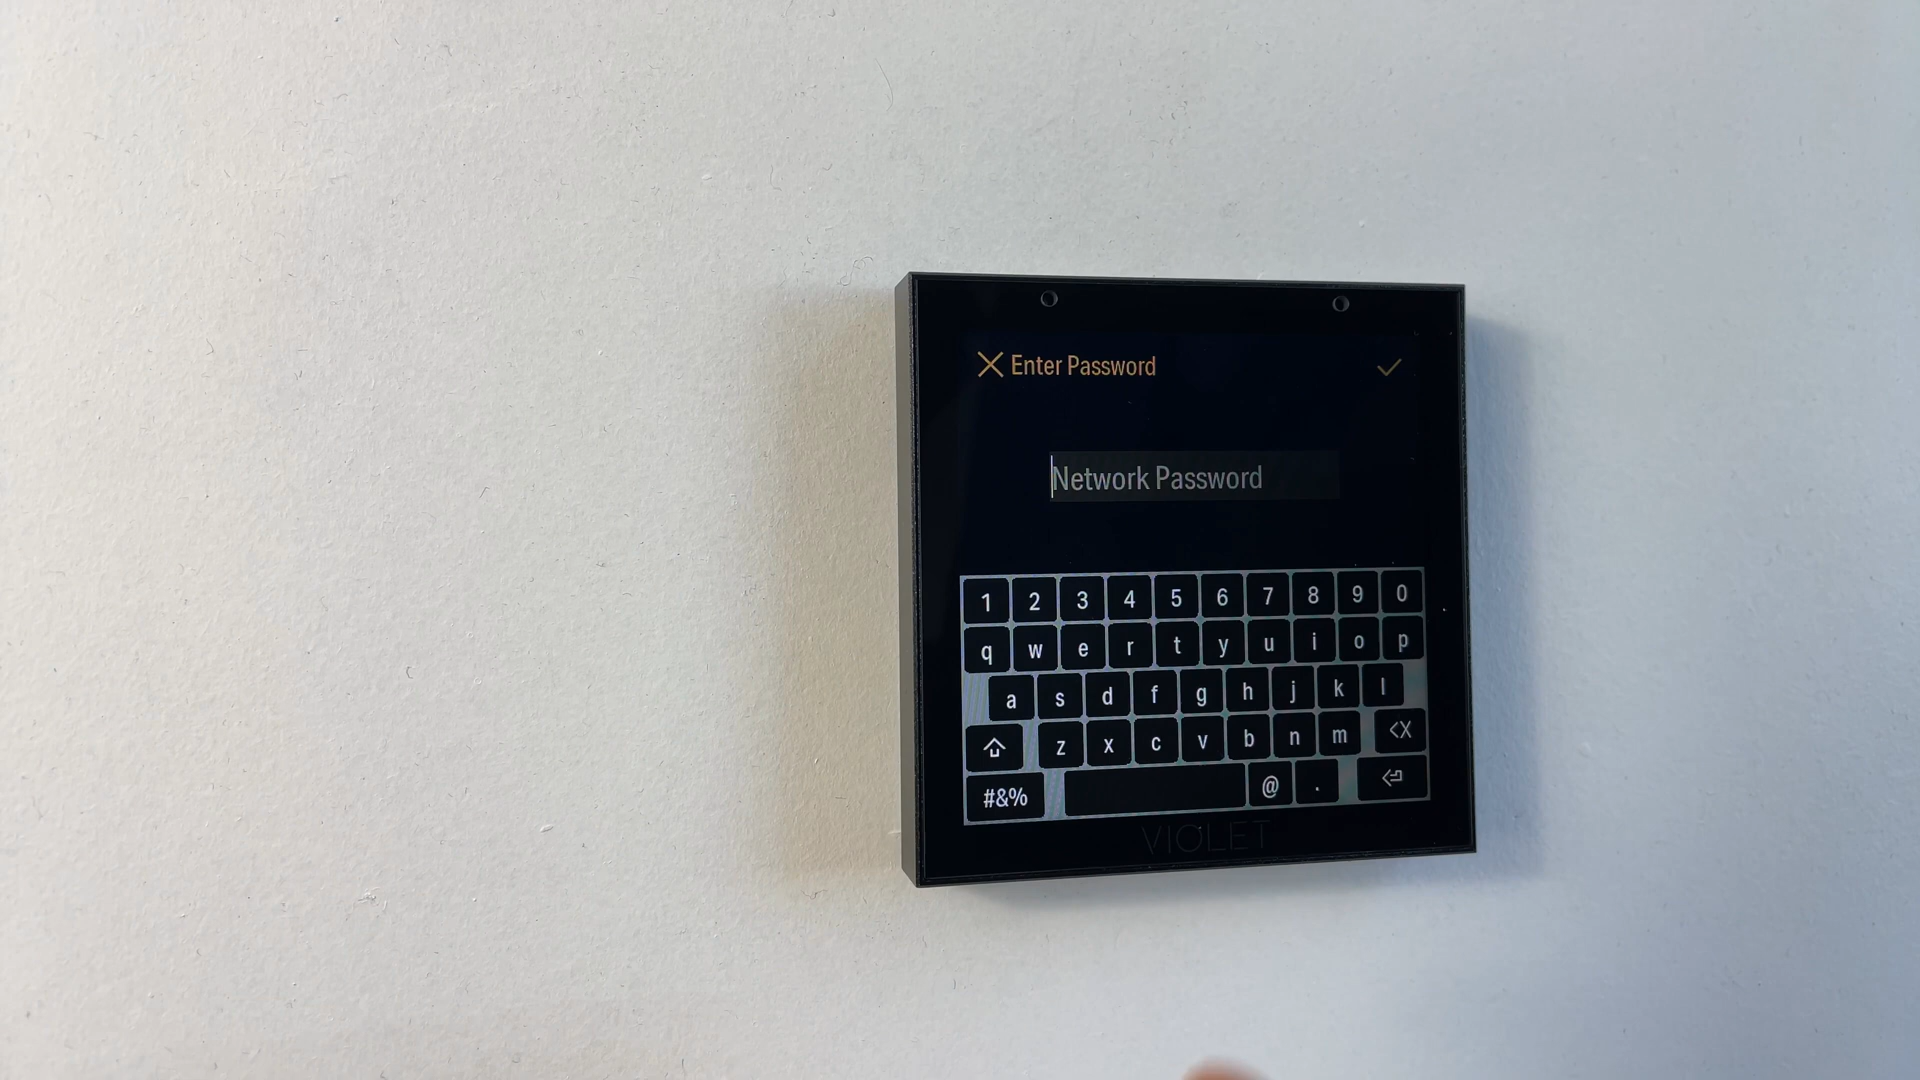 Enter Password
Network Password
1 2 3 4 5 6 7 8 9 0
q w e r t y u i o p
a s d f g h j k l
z x c v b n m <X
#&% @ .
VIOLET